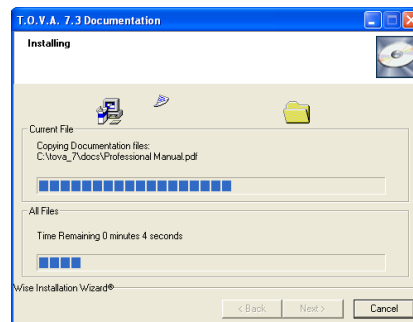 T.O.V.A. 7.3 Documentation
Installing
Current File
Copying Documentation files:
C:\tova_7\docs\Professional Manual.pdf
All Files
Time Remaining 0 minutes 4 seconds
Wise Installation Wizard®
< Back Next > Cancel